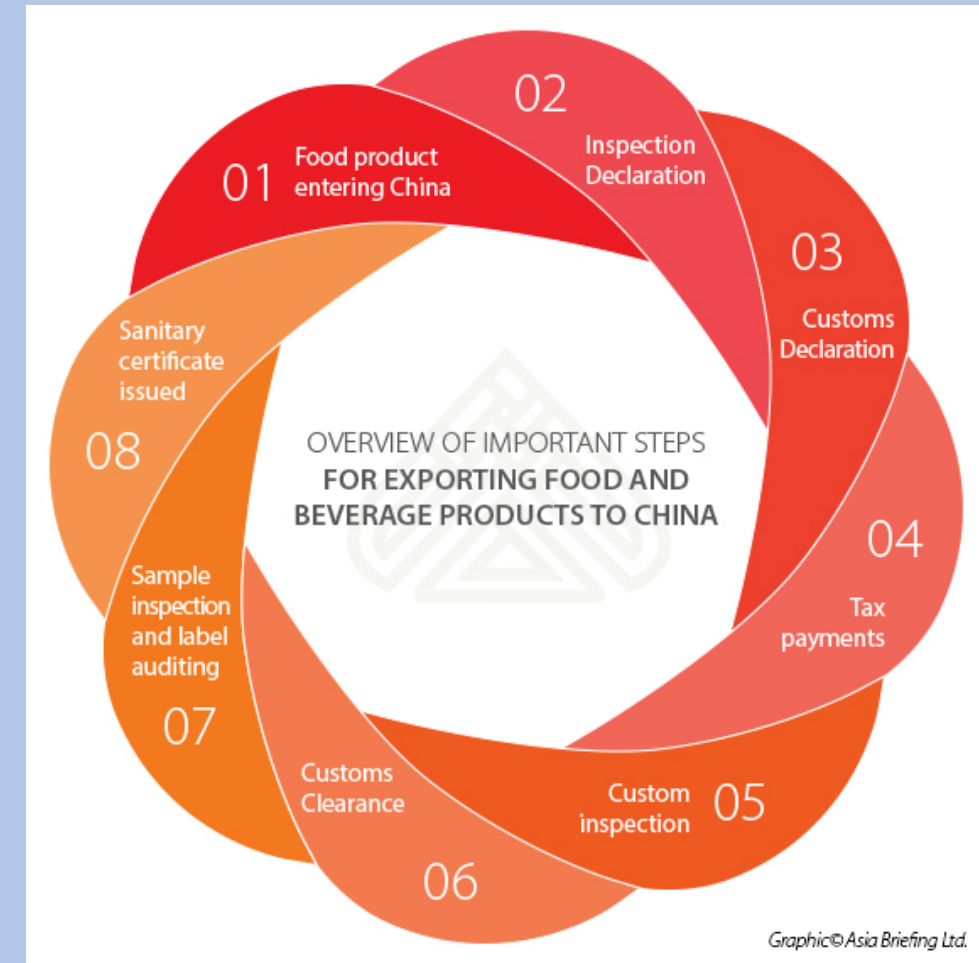 01
Food product
entering China
02
Inspection
Declaration
03
Customs
Declaration
04
Tax
payments
Custom
inspection
05
Customs
Clearance
06
Sample
inspection
and label
auditing
07
Sanitary
certificate
issued
08
OVERVIEW OF IMPORTANT STEPS
FOR EXPORTING FOOD AND
BEVERAGE PRODUCTS TO CHINA
Graphic© Asia Briefing Ltd.